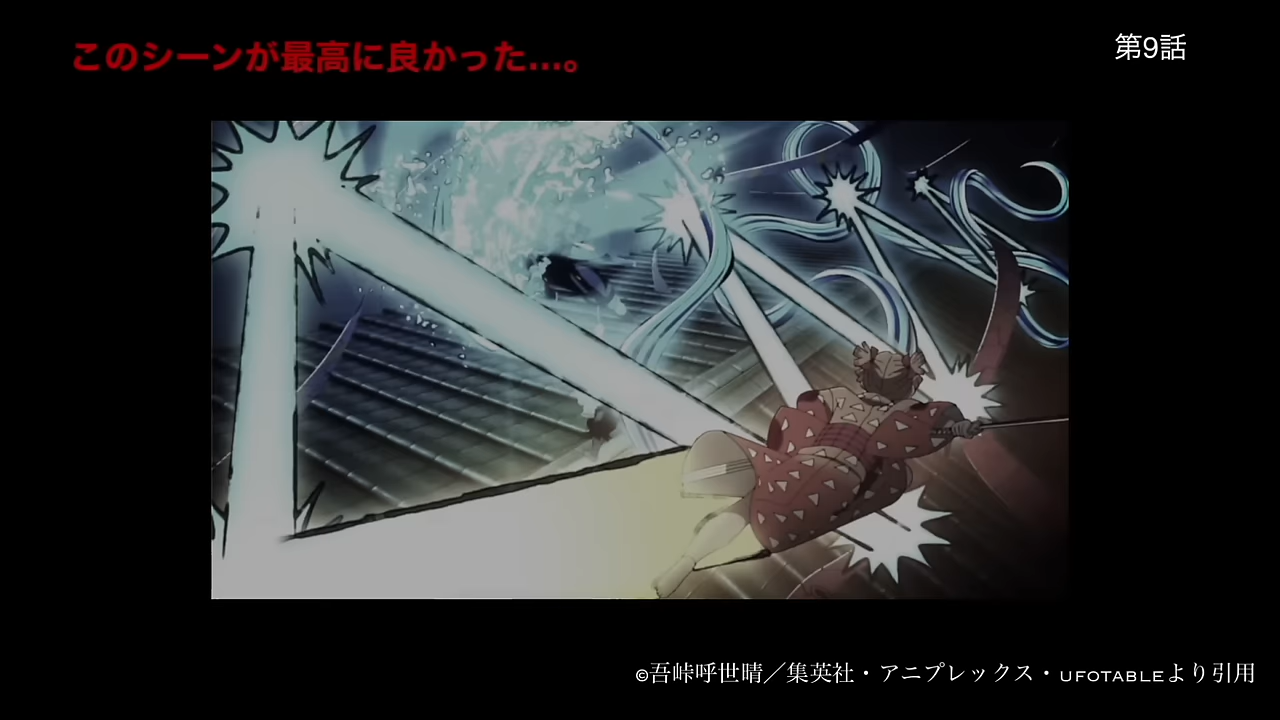 このシーンが最高に良かった…。
第9話
©吾峠呼世晴／集英社・アニプレックス・UFOTABLEより引用